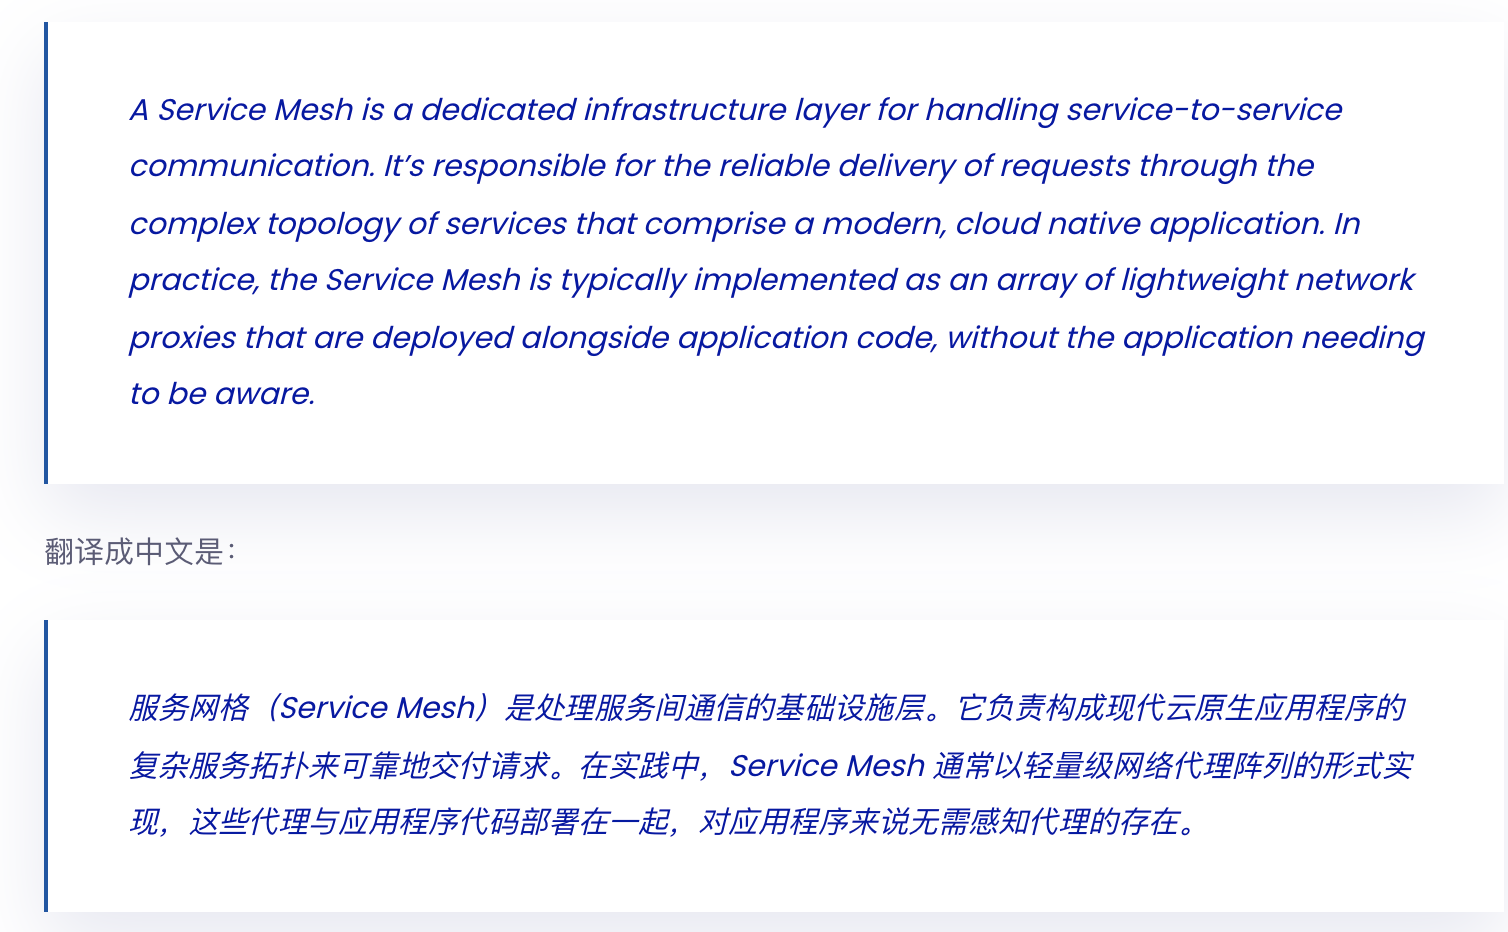 A Service Mesh is a dedicated infrastructure layer for handling service-to-service
communication. It’s responsible for the reliable delivery of requests through the
complex topology of services that comprise a modern, cloud native application. In
practice, the Service Mesh is typically implemented as an array of lightweight network
proxies that are deployed alongside application code, without the application needing
to be aware.
翻译成中文是：
服务网格（Service Mesh）是处理服务间通信的基础设施层。它负责构成现代云原生应用程序的
复杂服务拓扑来可靠地交付请求。在实践中，Service Mesh 通常以轻量级网络代理阵列的形式实
现，这些代理与应用程序代码部署在一起，对应用程序来说无需感知代理的存在。